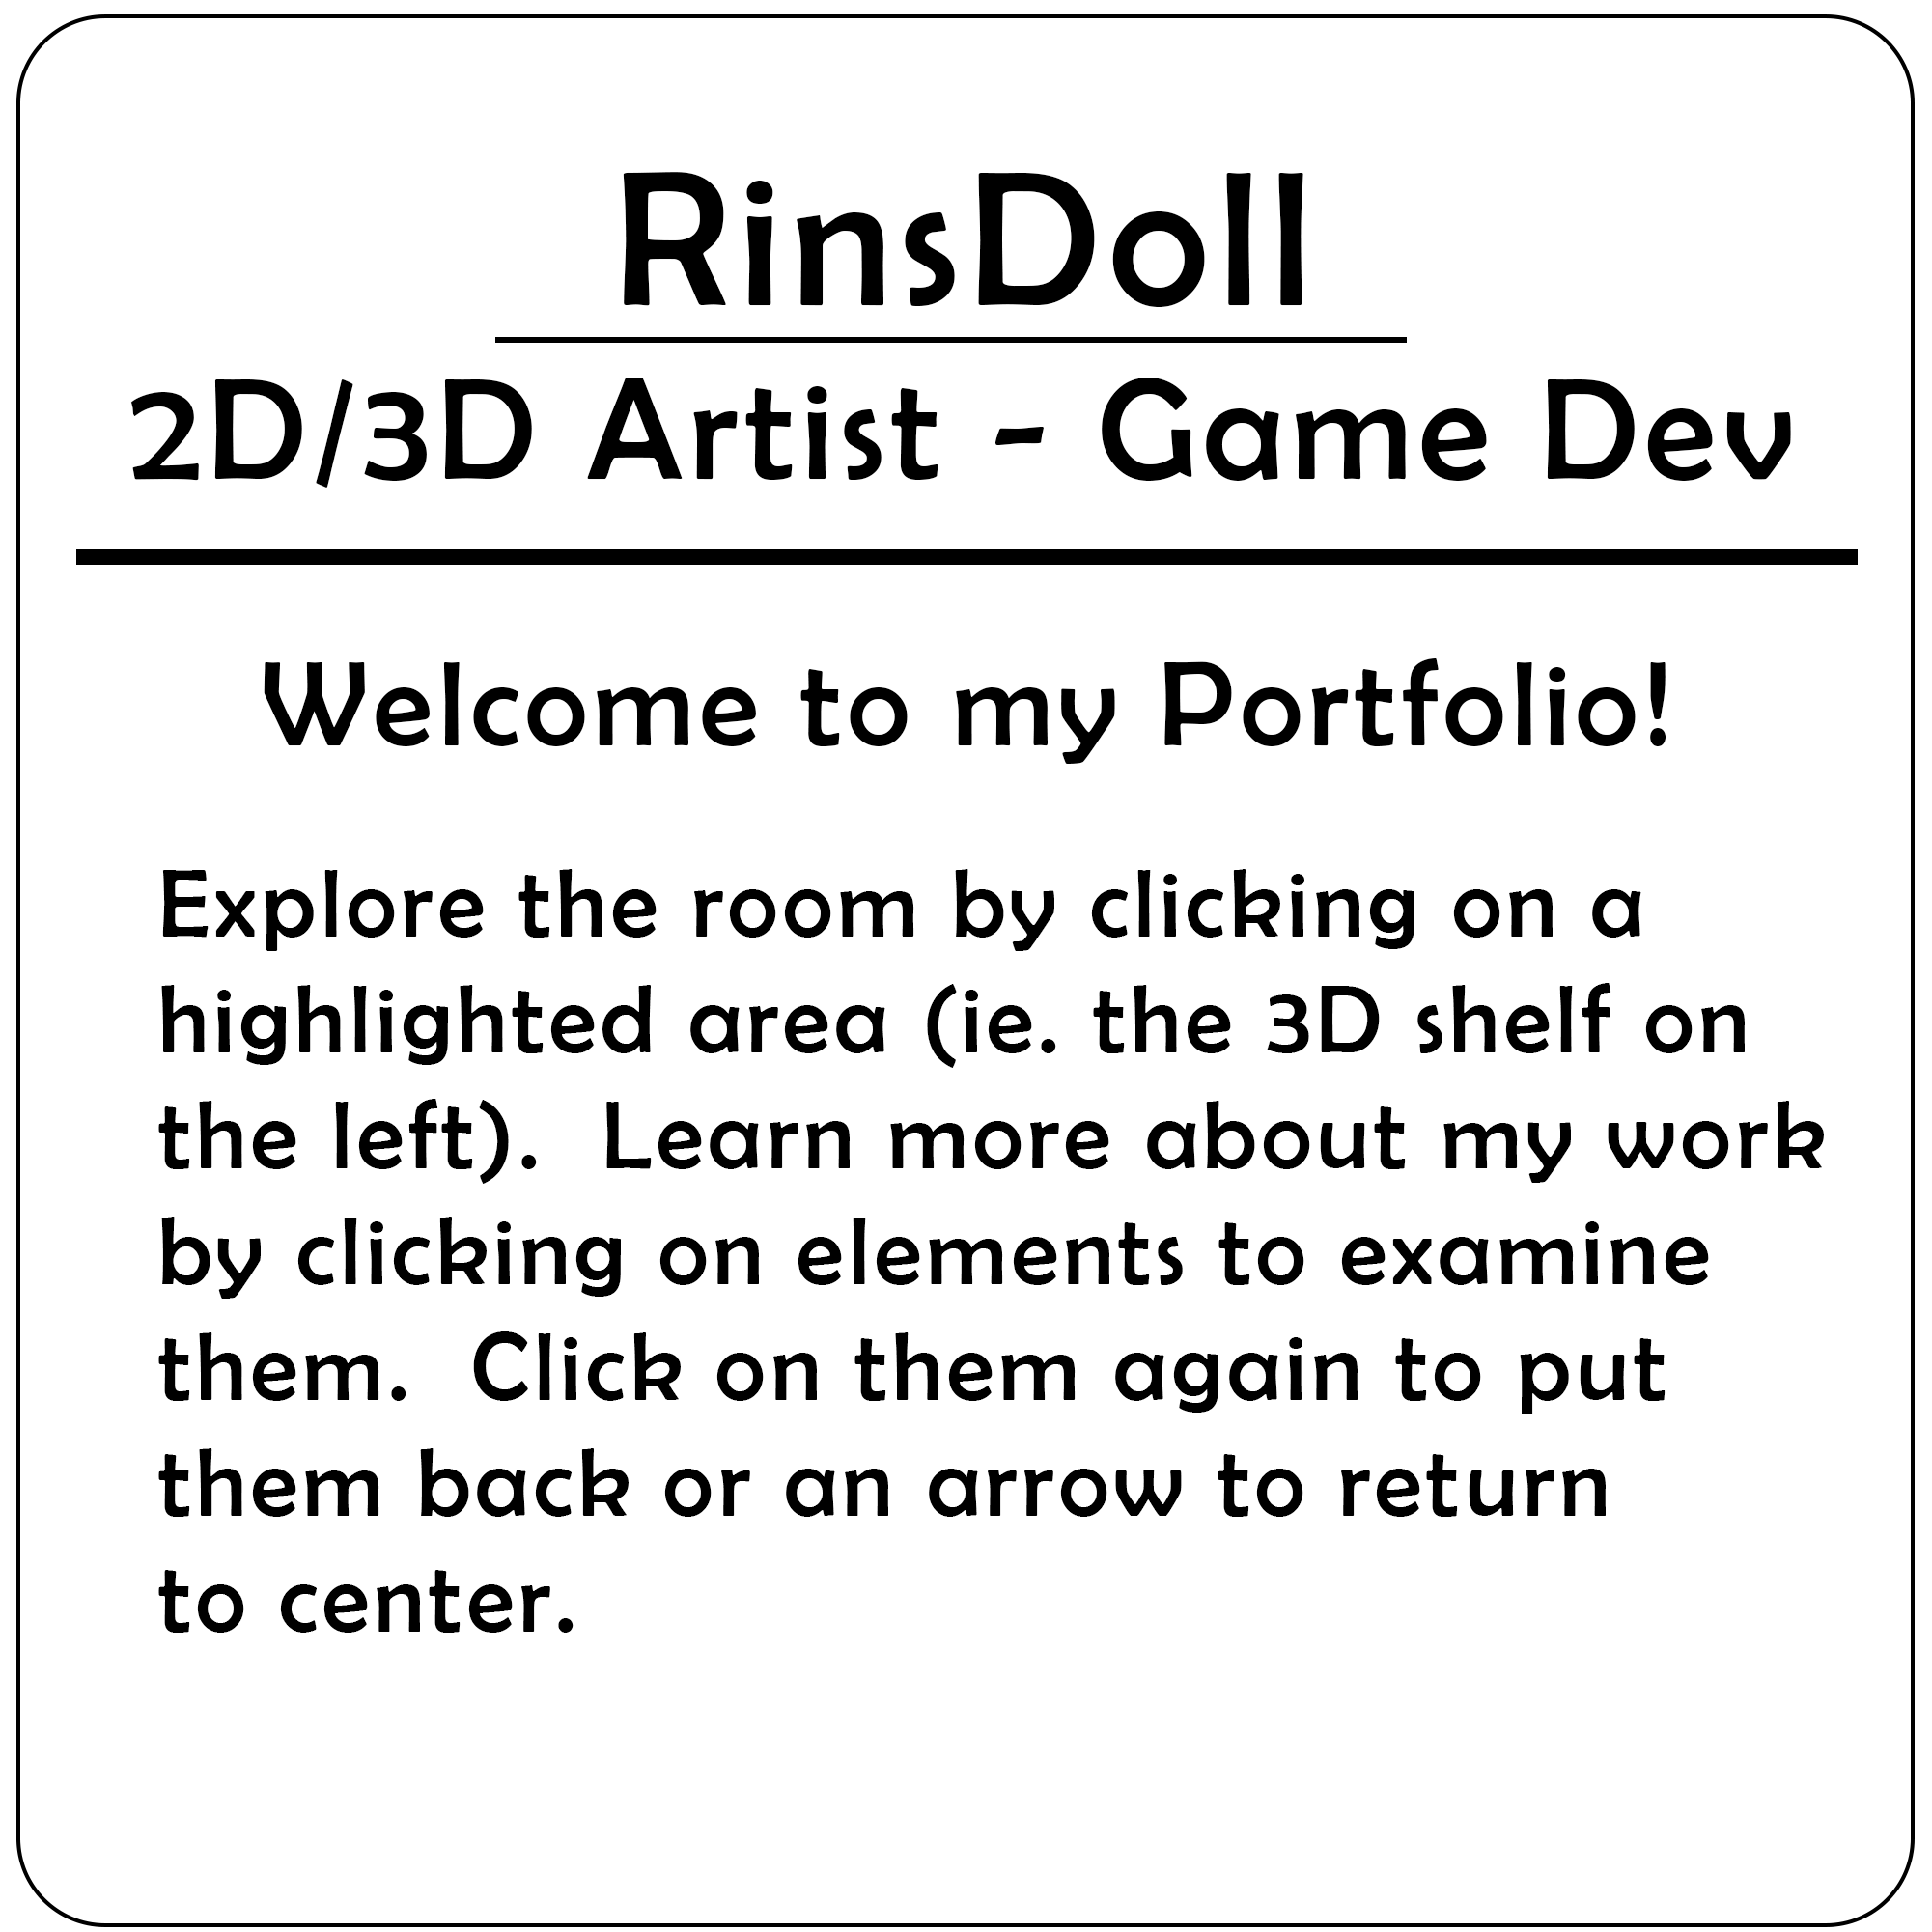 RinsDoll
2D/3D Artist - Game Dev
Welcome to my Portfolio!
Explore the room by clicking on a
highlighted area (ie. the 3D shelf on
the left).  Learn more about my work
by clicking on elements to examine
them.  Click on them again to put
them back or an arrow to return
to center.